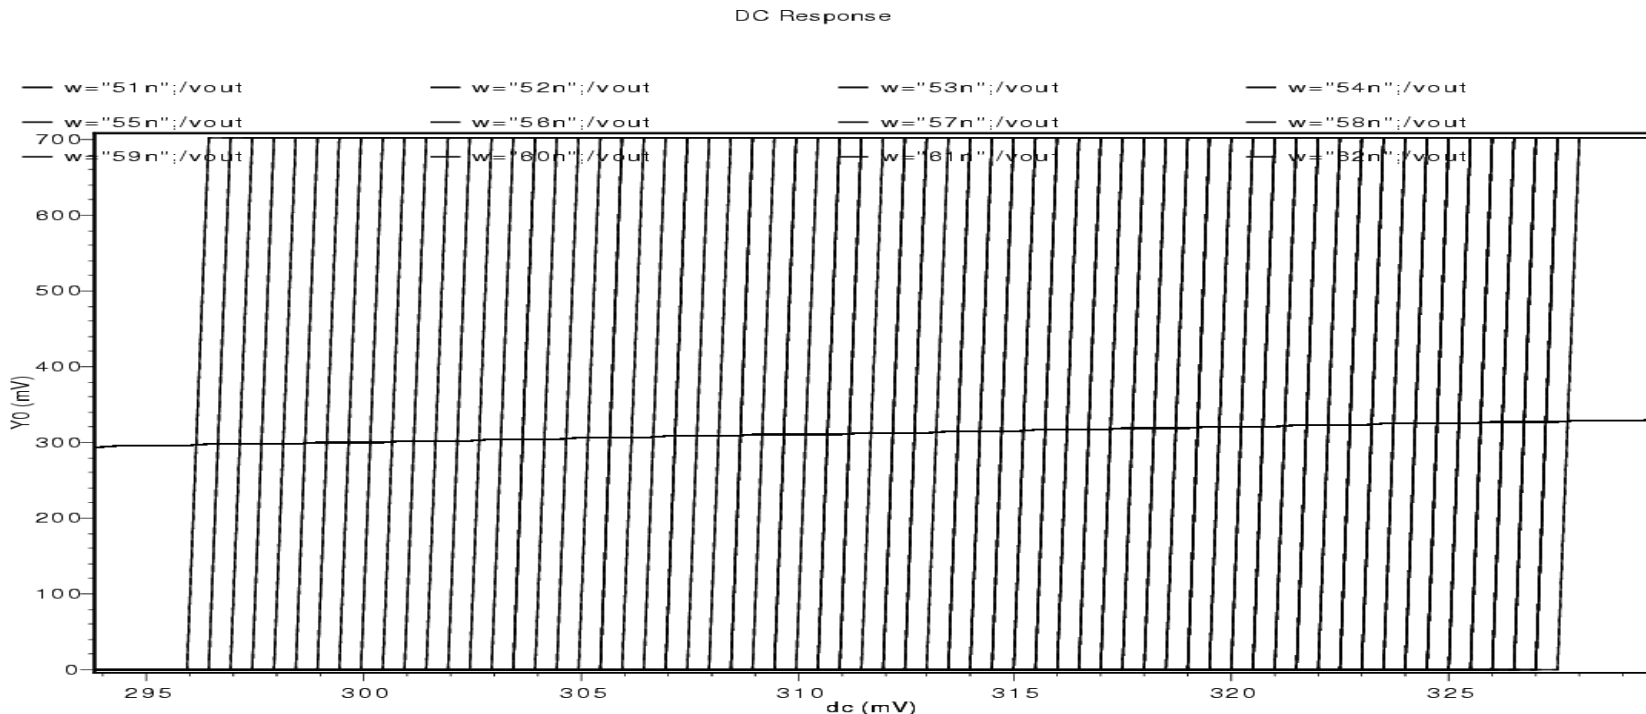 DC Response
w="51n";/vout w="52n";/vout w="53n";/vout w="54n";/vout
w="55n";/vout w="56n";/vout w="57n";/vout w="58n";/vout
700
w="59n";/vout w="60n";/vout w="61n";/vout w="62n";/vout
600
500
400
Y0 (mV)
300
200
100
0
295 300 305 310 315 320 325
dc (mV)